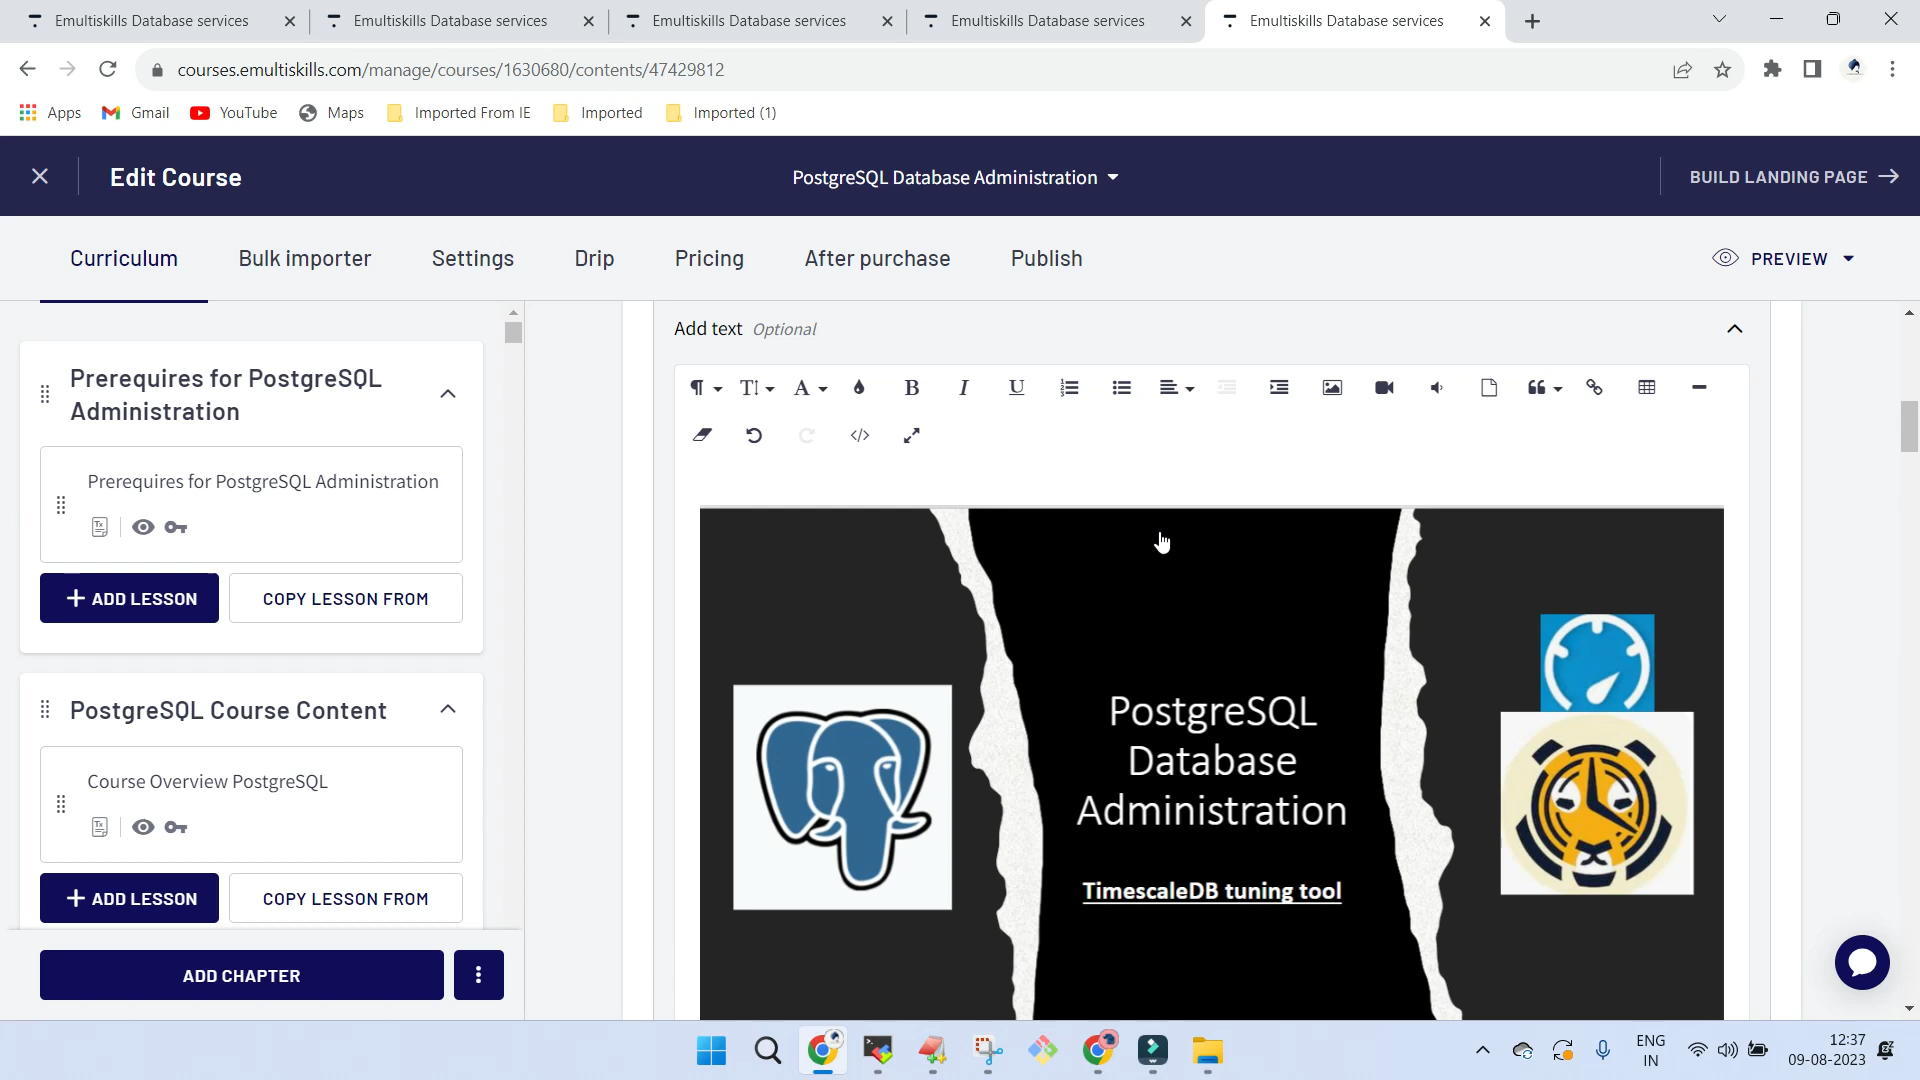 Emultiskills Database services
Emultiskills Database services
Emultiskills Database services
Emultiskills Database services
Emultiskills Database services
courses.emultiskills.com/manage/courses/1630680/contents/47429812
Apps
Gmail
YouTube
Maps
Imported From IE
Imported
Imported (1)
Edit Course
PostgreSQL Database Administration
BUILD LANDING PAGE
Curriculum
Bulk importer
Settings
Drip
Pricing
After purchase
Publish
PREVIEW
Prerequires for PostgreSQL
Administration
Prerequires for PostgreSQL Administration
ADD LESSON
COPY LESSON FROM
PostgreSQL Course Content
Course Overview PostgreSQL
ADD LESSON
COPY LESSON FROM
ADD CHAPTER
Add text Optional
PostgreSQL
Database
Administration
TimescaleDB tuning tool
ENG
IN
12:37
09-08-2023